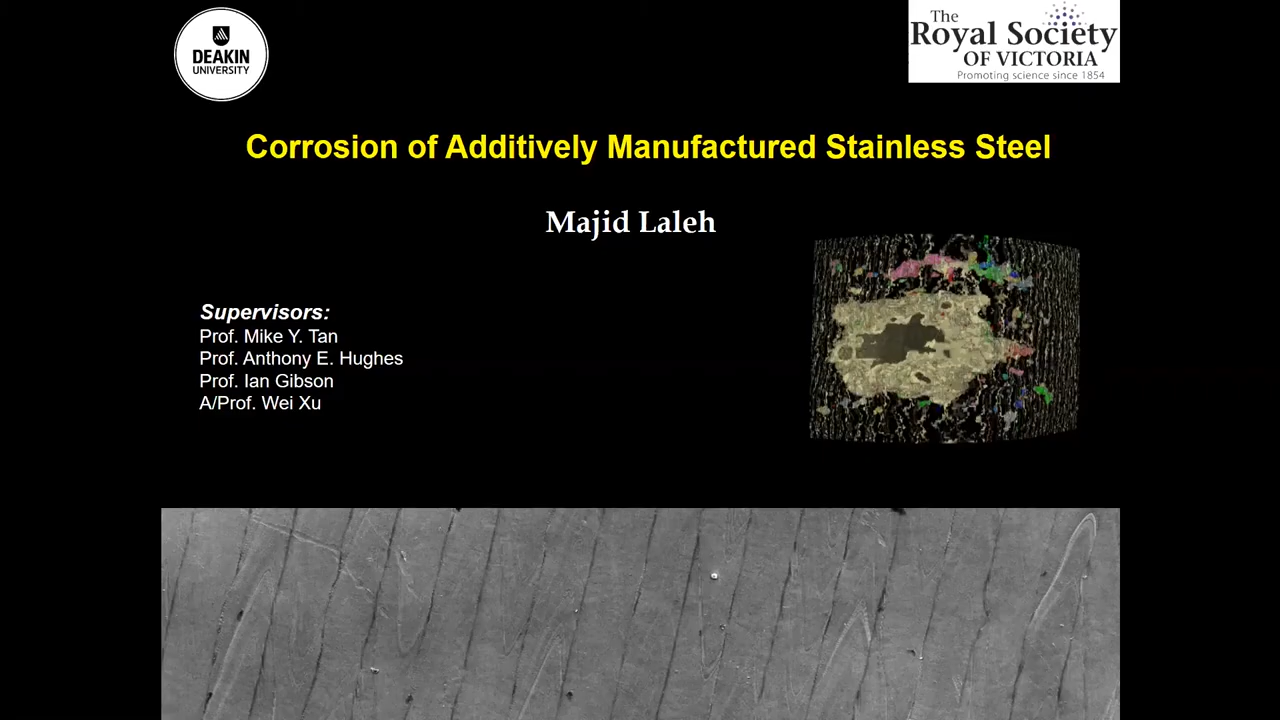 DEAKIN
UNIVERSITY
The
Royal Society
OF VICTORIA
Promoting science since 1854
Corrosion of Additively Manufactured Stainless Steel
Majid Laleh
Supervisors:
Prof. Mike Y. Tan
Prof. Anthony E. Hughes
Prof. Ian Gibson
A/Prof. Wei Xu